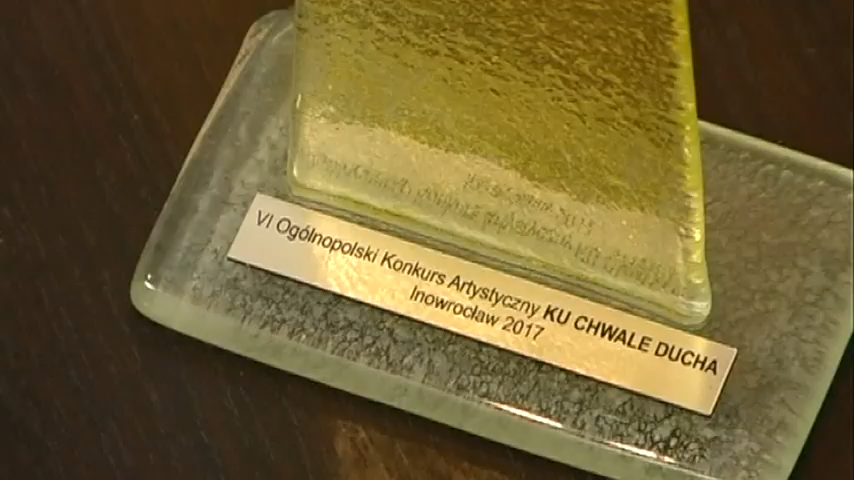 VI Ogólnopolski Konkurs Artystyczny KU CHWALE DUCHA
Inowrocław 2017